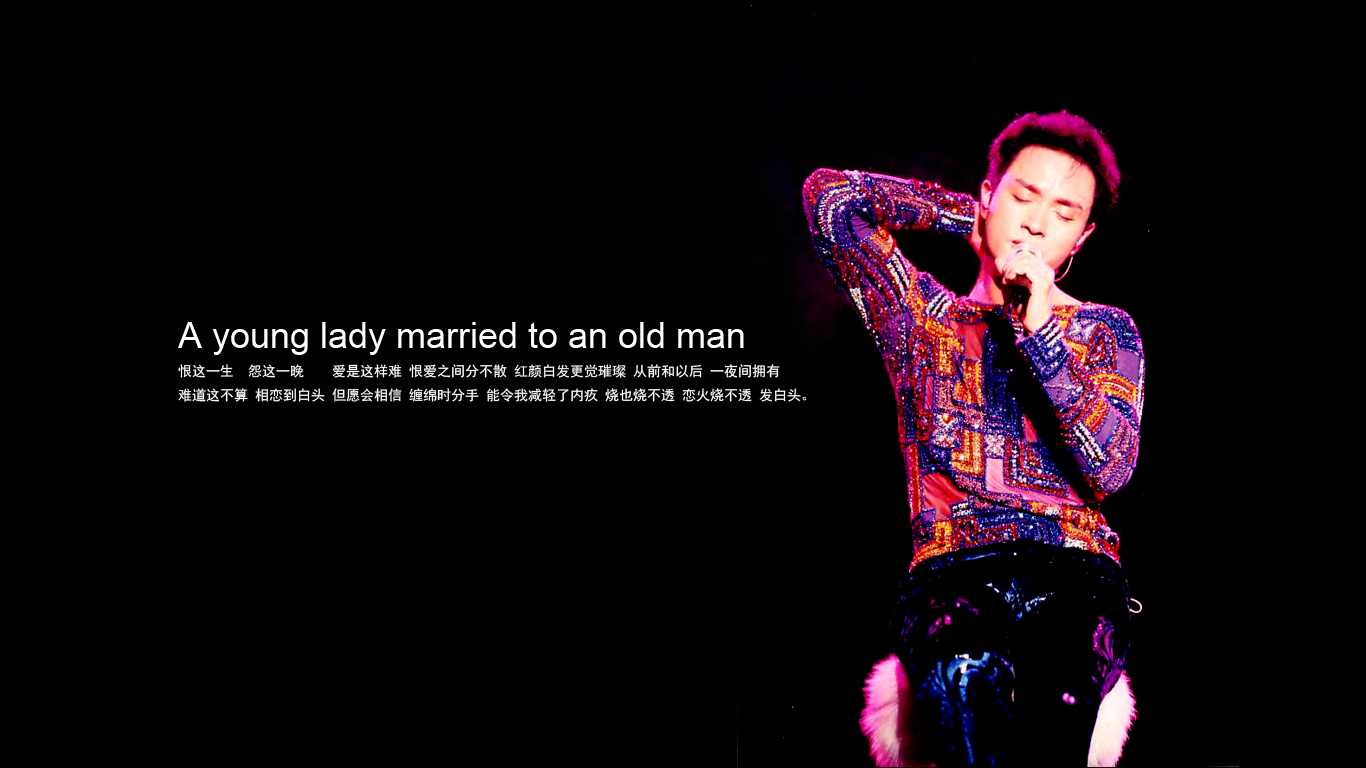 A young lady married to an old man
恨这一生 怨这一晚 爱是这样难 恨爱之间分不散 红颜白发更觉璀璨 从前和以后 一夜间拥有
难道这不算 相恋到白头 但愿会相信 缠绵时分手 能令我减轻了内疚 烧也烧不透 恋火烧不透 发白头。